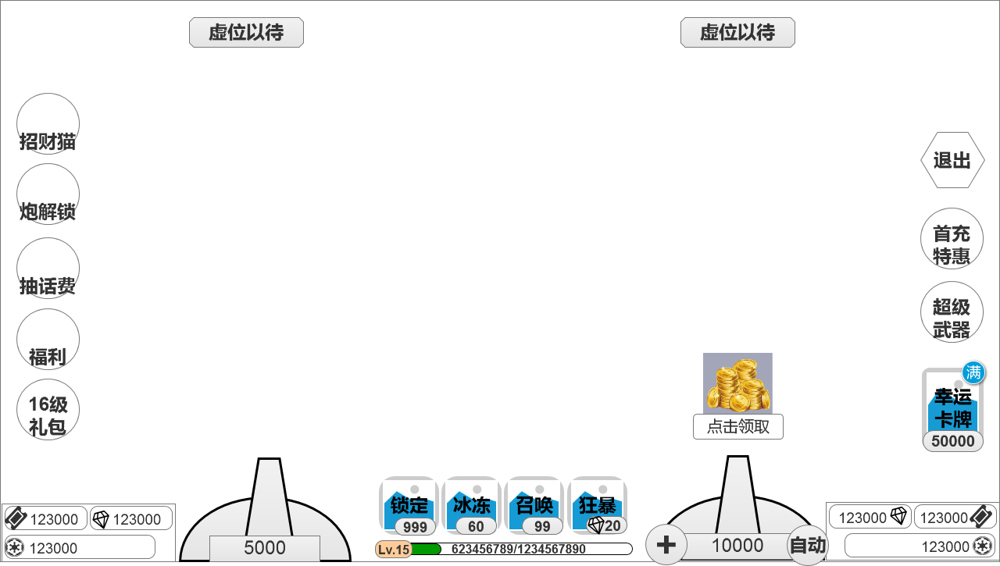 虚位以待
虚位以待
招财猫
炮解锁
抽话费
福利
16级
礼包
退出
首充
特惠
超级
武器
满
幸运
卡牌
50000
点击领取
锁定
999
冰冻
60
召唤
99
狂暴
20
Lv.15
623456789/1234567890
123000
123000
123000
5000
10000
自动
123000
123000
123000